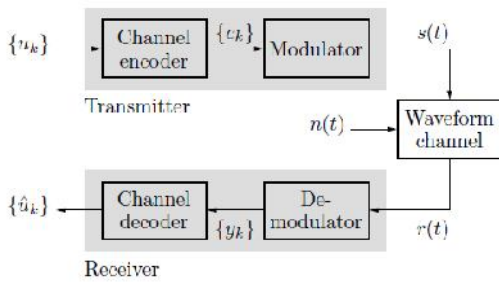 {u_k}
Channel
encoder
{c_k}
Modulator
s(t)
Transmitter
n(t)
Waveform
channel
{û_k}
Channel
decoder
{y_k}
De-
modulator
r(t)
Receiver